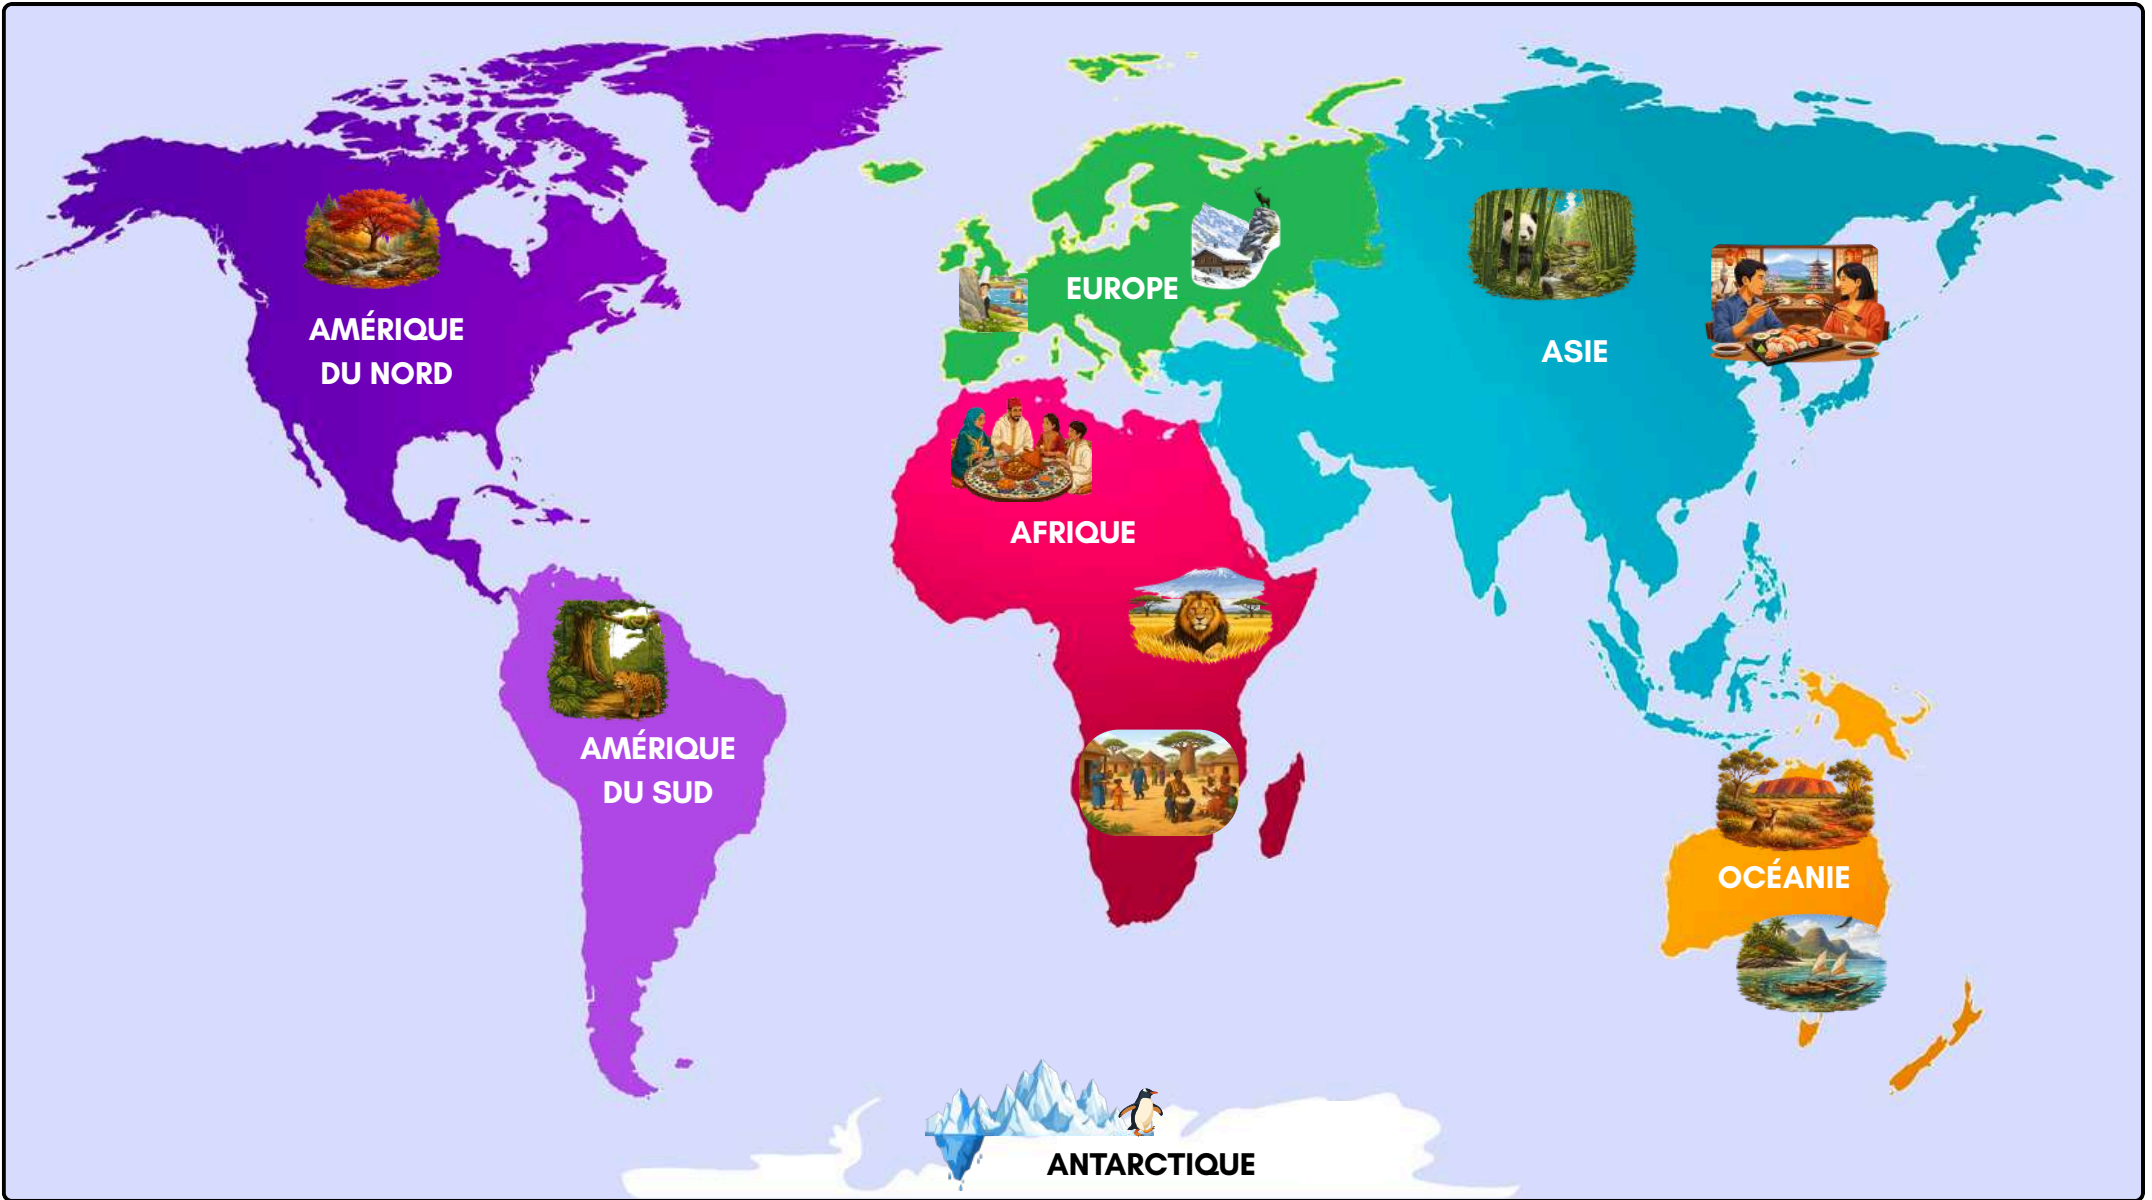 AMÉRIQUE
DU NORD
EUROPE
ASIE
AFRIQUE
AMÉRIQUE
DU SUD
OCÉANIE
ANTARCTIQUE